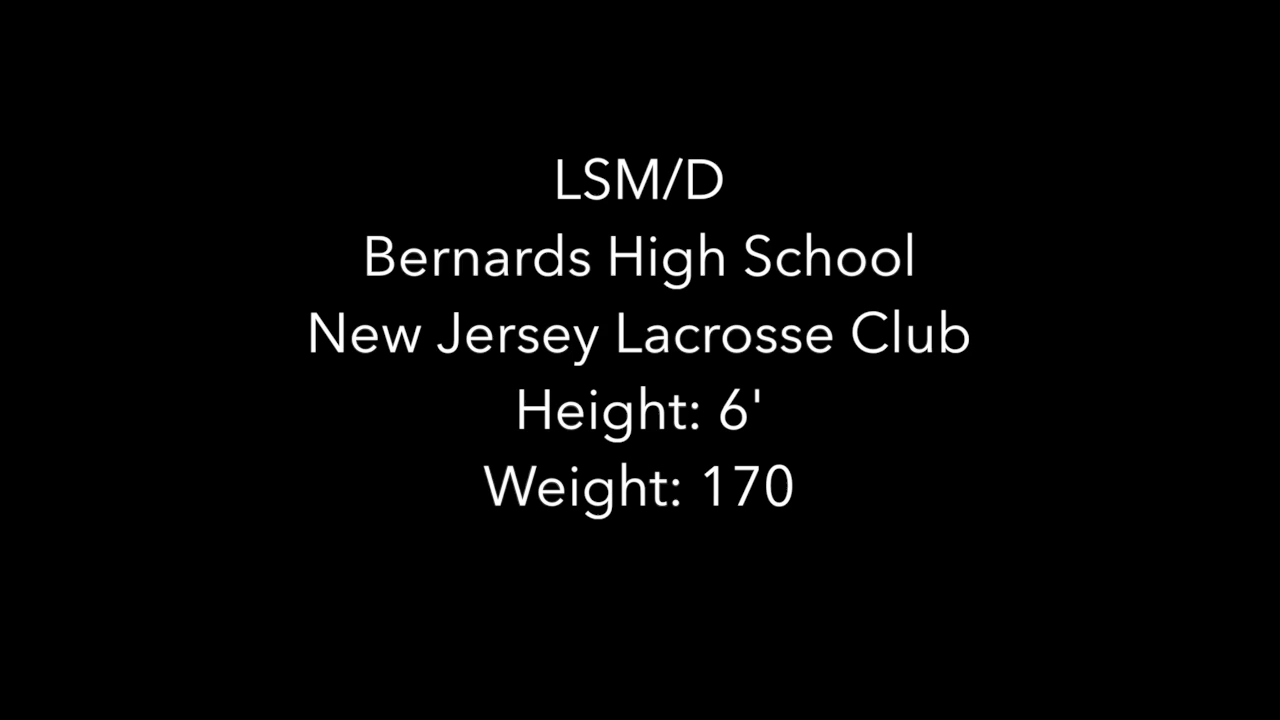 LSM/D
Bernards High School
New Jersey Lacrosse Club
Height: 6'
Weight: 170